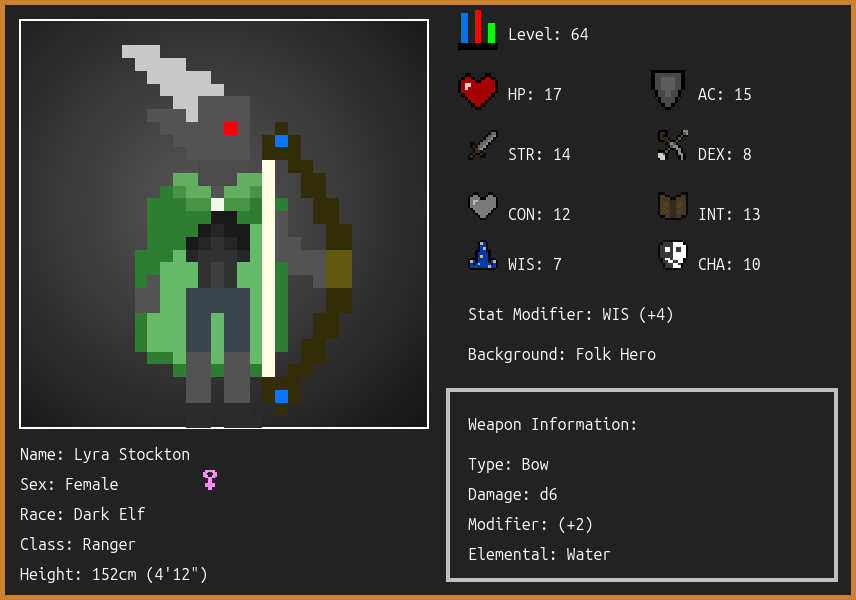 Level: 64
HP: 17
AC: 15
STR: 14
DEX: 8
CON: 12
INT: 13
WIS: 7
CHA: 10
Stat Modifier: WIS (+4)
Background: Folk Hero
Weapon Information:
Type: Bow
Damage: d6
Modifier: (+2)
Elemental: Water
Name: Lyra Stockton
Sex: Female
Race: Dark Elf
Class: Ranger
Height: 152cm (4'12")